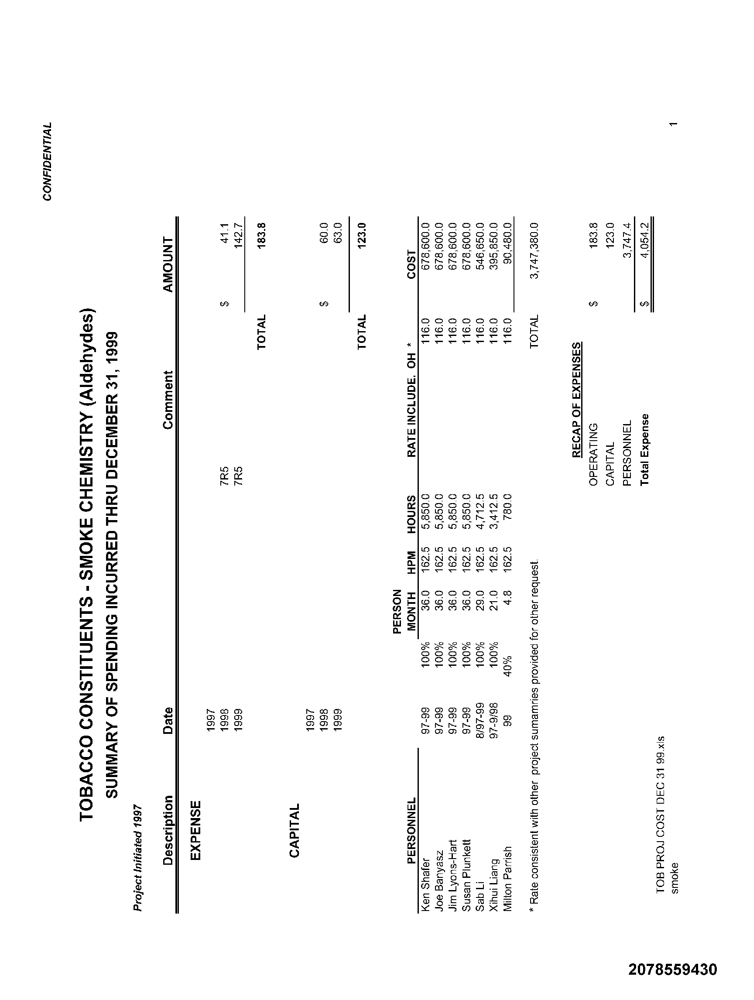 CONFIDENTIAL
TOBACCO CONSTITUENTS - SMOKE CHEMISTRY (Aldehydes)
SUMMARY OF SPENDING INCURRED THRU DECEMBER 31, 1999
Project Initiated 1997
Description Date Comment AMOUNT
EXPENSE
1997
1998 7R5 $ 41.1
1999 7R5 142.7
TOTAL 183.8
CAPITAL
1997
1998 $ 60.0
1999 63.0
TOTAL 123.0
PERSON
PERSONNEL MONTH HPM HOURS RATE INCLUDE. OH * COST
Ken Shafer 97-99 100% 36.0 162.5 5,850.0 116.0 678,600.0
Joe Banyasz 97-99 100% 36.0 162.5 5,850.0 116.0 678,600.0
Jim Lyons-Hart 97-99 100% 36.0 162.5 5,850.0 116.0 678,600.0
Susan Plunkett 97-99 100% 36.0 162.5 5,850.0 116.0 678,600.0
Sab Li 8/97-99 100% 29.0 162.5 4,712.5 116.0 546,650.0
Xihui Liang 97-9/98 100% 21.0 162.5 3,412.5 116.0 395,850.0
Milton Parrish 99 40% 4.8 162.5 780.0 116.0 90,480.0
* Rate consistent with other project sumamries provided for other request. TOTAL 3,747,380.0
RECAP OF EXPENSES
OPERATING $ 183.8
CAPITAL 123.0
PERSONNEL 3,747.4
Total Expense $ 4,054.2
TOB PROJ COST DEC 31 99.xls
smoke 1
2078559430